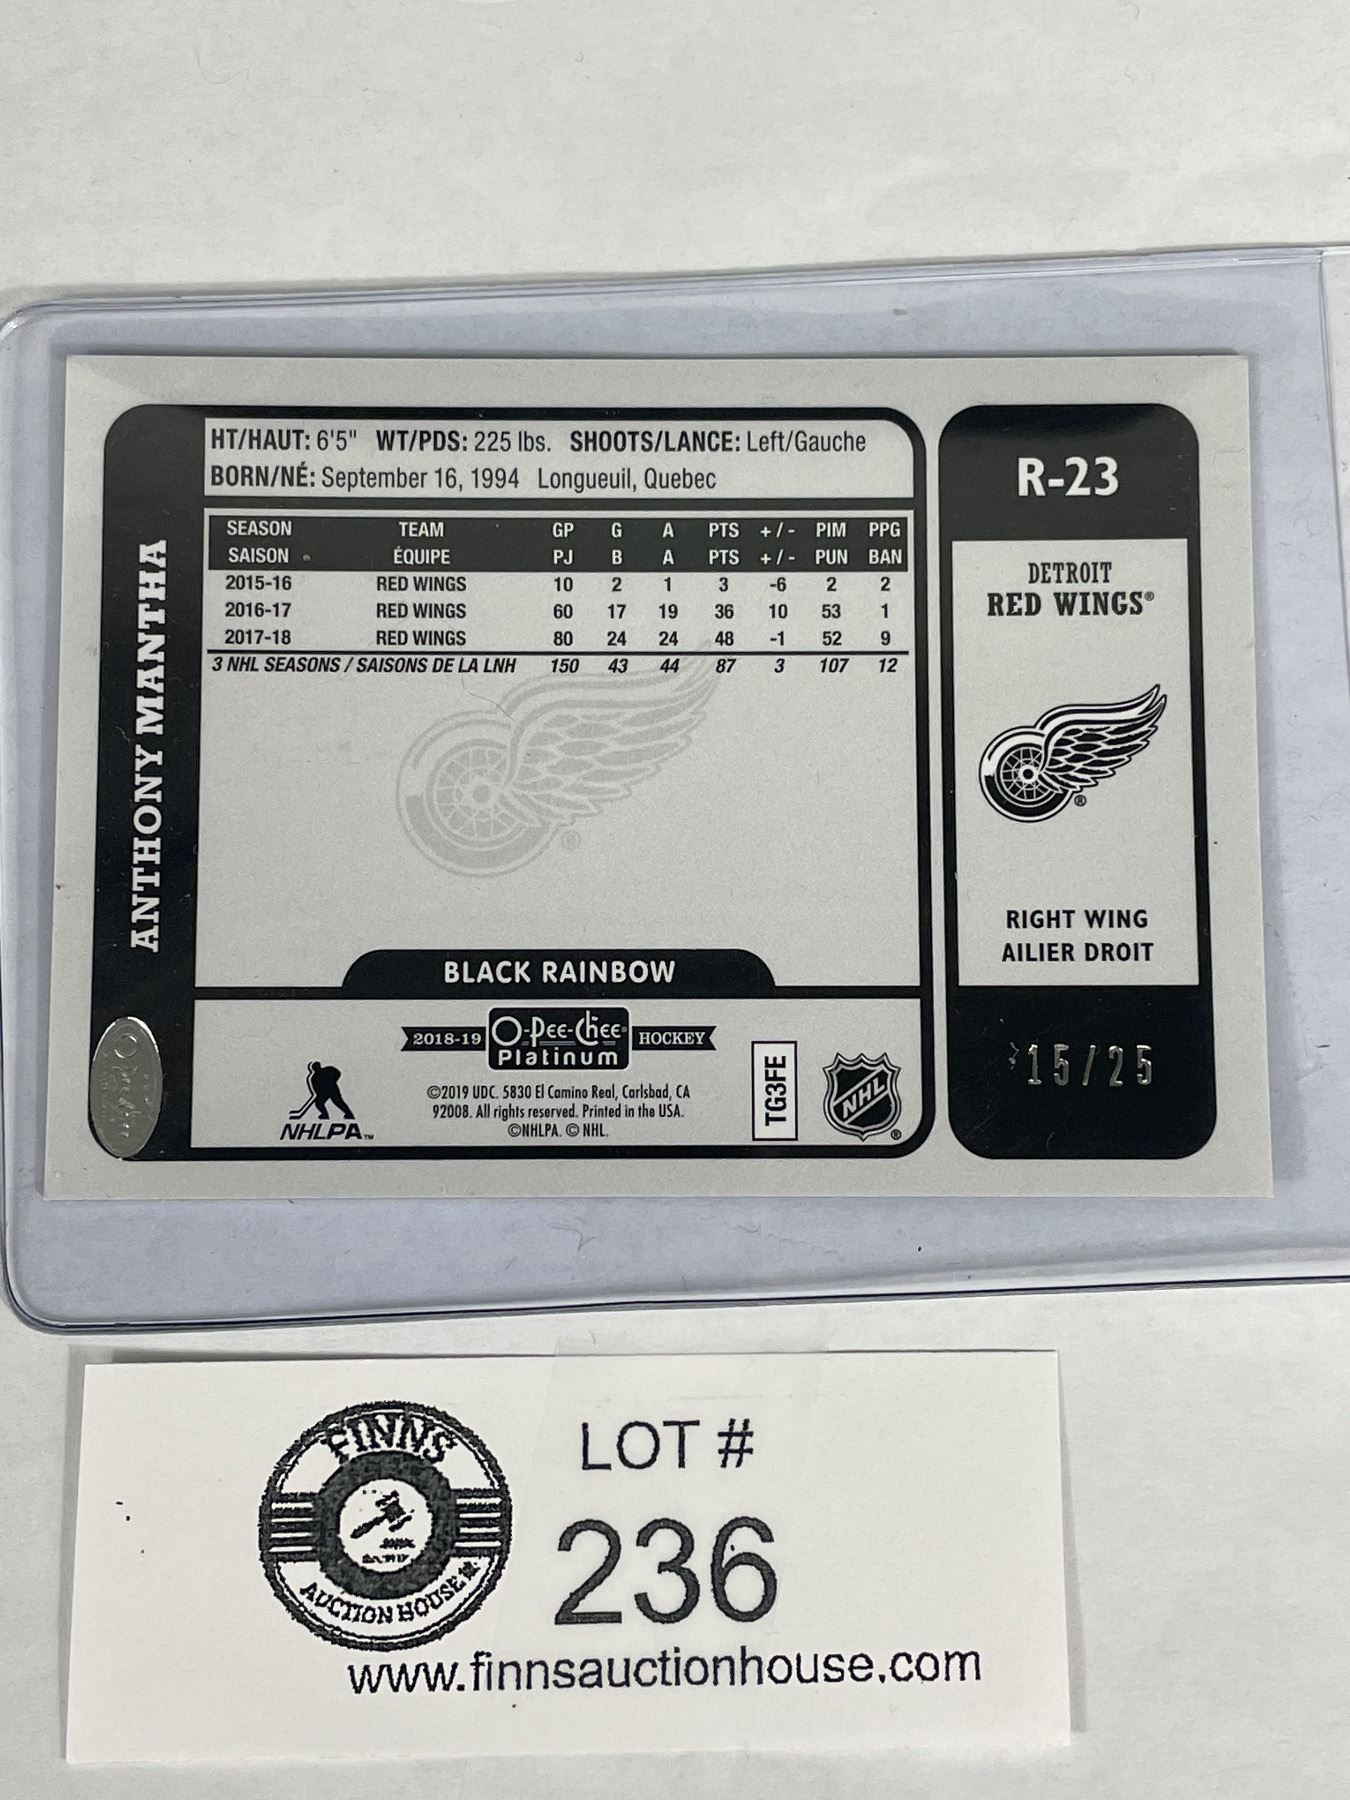 HT/HAUT: 6'5" WT/PDS: 225 lbs. SHOOTS/LANCE: Left/Gauche
BORN/NÉ: September 16, 1994 Longueuil, Quebec
SEASON TEAM GP G A PTS +/- PIM PPG
SAISON ÉQUIPE PJ B A PTS +/- PUN BAN
2015-16 RED WINGS 10 2 1 3 -6 2 2
2016-17 RED WINGS 60 17 19 36 10 53 1
2017-18 RED WINGS 80 24 24 48 -1 52 9
3 NHL SEASONS / SAISONS DE LA LNH 150 43 44 87 3 107 12
ANTHONY MANTHA
BLACK RAINBOW
2018-19 O-Pee-Chee HOCKEY
Platinum
©2019 UDC. 5830 El Camino Real, Carlsbad, CA
92008. All rights reserved. Printed in the USA.
©NHLPA. © NHL.
NHLPA™
TG3FE
NHL ®
R-23
DETROIT
RED WINGS®
®
RIGHT WING
AILIER DROIT
15/25
FINNS
AUCTION HOUSE
LOT #
236
www.finnsauctionhouse.com